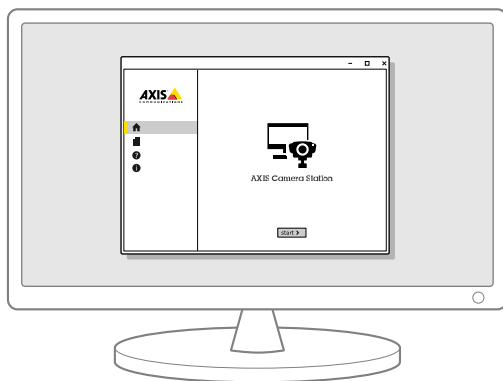 AXIS
COMMUNICATIONS
AXIS Camera Station
start >